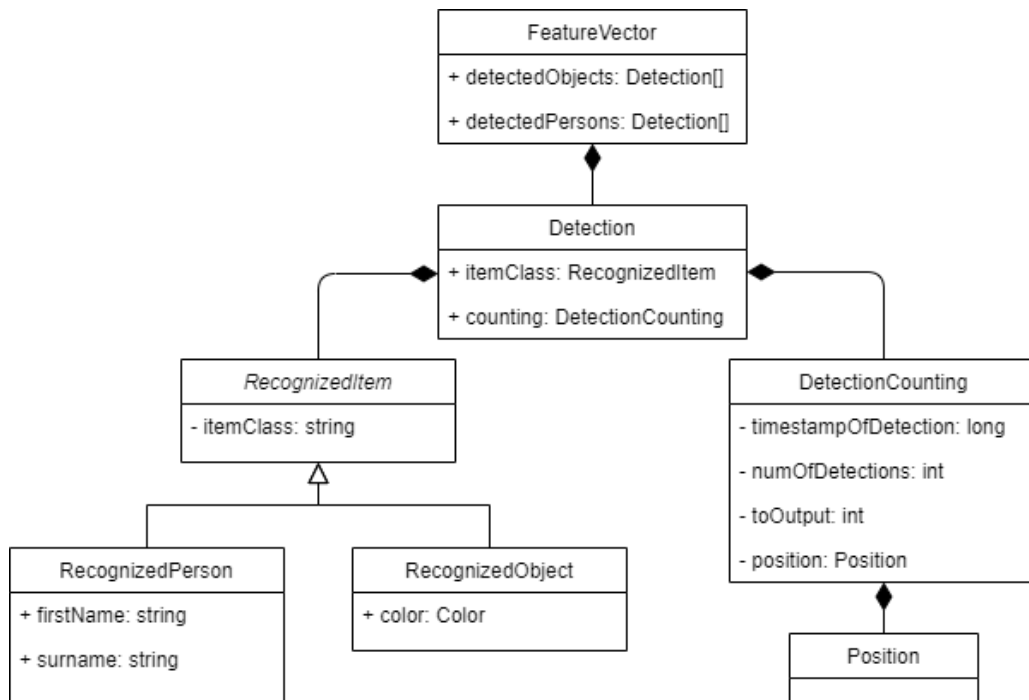 FeatureVector
+ detectedObjects: Detection[]
+ detectedPersons: Detection[]
Detection
+ itemClass: RecognizedItem
+ counting: DetectionCounting
RecognizedItem
- itemClass: string
DetectionCounting
- timestampOfDetection: long
- numOfDetections: int
- toOutput: int
- position: Position
RecognizedPerson
+ firstName: string
+ surname: string
RecognizedObject
+ color: Color
Position